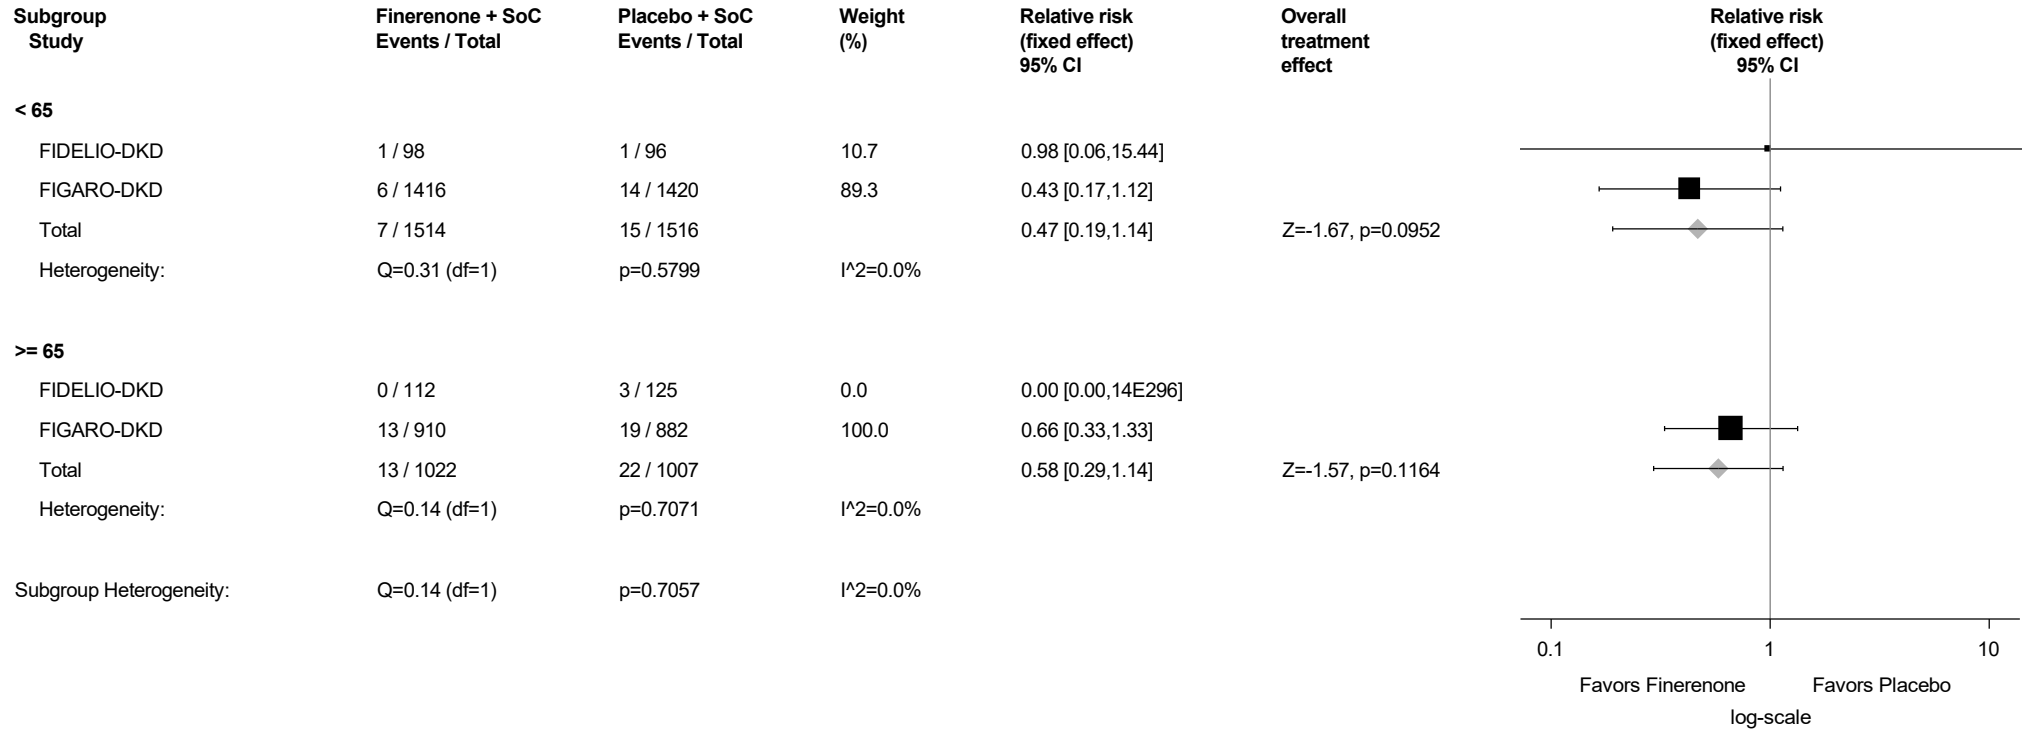 Subgroup Finerenone + SoC Placebo + SoC Weight Relative risk Overall Relative risk
Study Events / Total Events / Total (%) (fixed effect) treatment (fixed effect)
95% CI effect 95% CI
< 65
FIDELIO-DKD 1 / 98 1 / 96 10.7 0.98 [0.06,15.44]
FIGARO-DKD 6 / 1416 14 / 1420 89.3 0.43 [0.17,1.12]
Total 7 / 1514 15 / 1516 0.47 [0.19,1.14] Z=-1.67, p=0.0952
Heterogeneity: Q=0.31 (df=1) p=0.5799 I^2=0.0%
>= 65
FIDELIO-DKD 0 / 112 3 / 125 0.0 0.00 [0.00,14E296]
FIGARO-DKD 13 / 910 19 / 882 100.0 0.66 [0.33,1.33]
Total 13 / 1022 22 / 1007 0.58 [0.29,1.14] Z=-1.57, p=0.1164
Heterogeneity: Q=0.14 (df=1) p=0.7071 I^2=0.0%
Subgroup Heterogeneity: Q=0.14 (df=1) p=0.7057 I^2=0.0%
0.1 1 10
Favors Finerenone Favors Placebo
log-scale